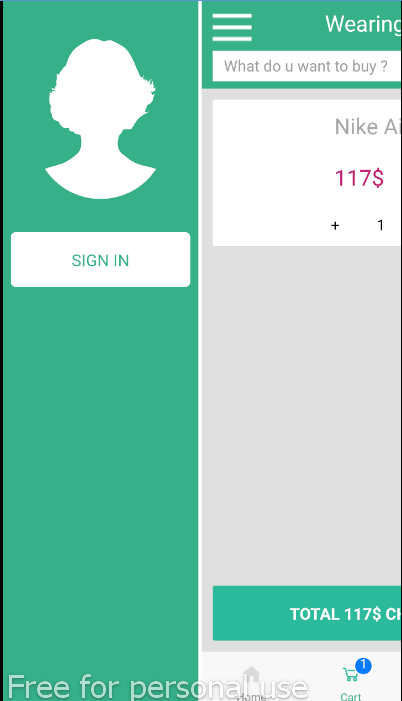 SIGN IN
Wearing
What do u want to buy ?
Nike Ai
117$
+ 1
TOTAL 117$ CH
Home
1
Cart
Free for personal use